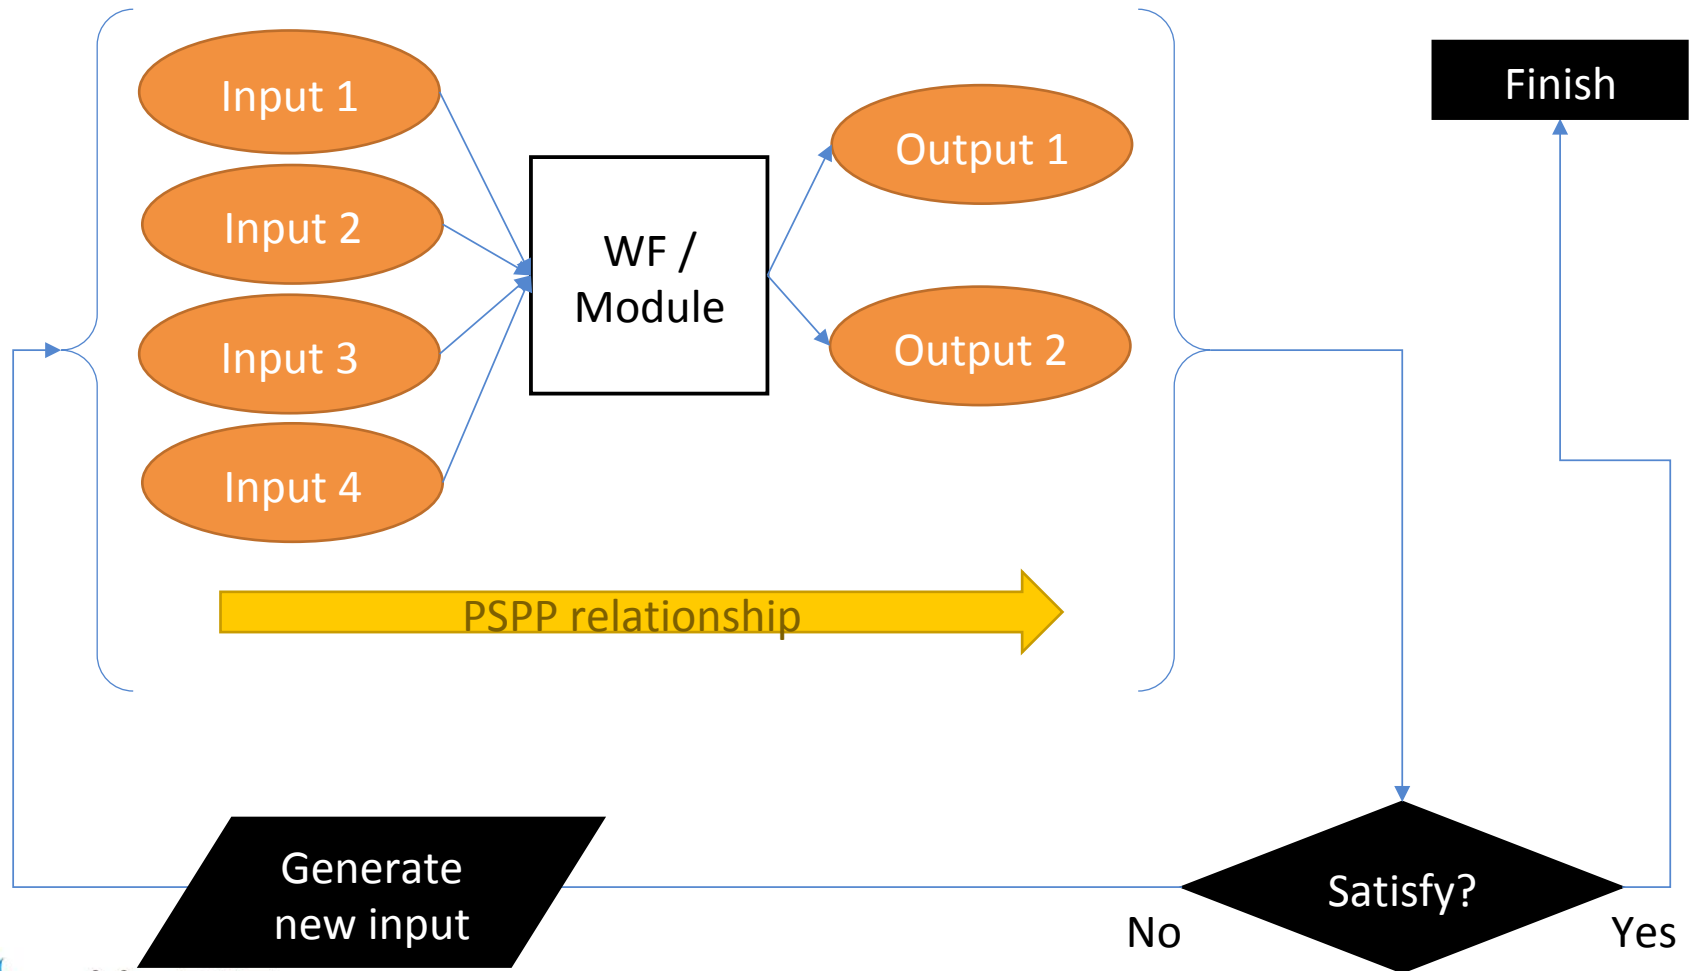 Input 1
Input 2
Input 3
Input 4
WF /
Module
Output 1
Output 2
PSPP relationship
Finish
Satisfy?
Yes
No
Generate
new input